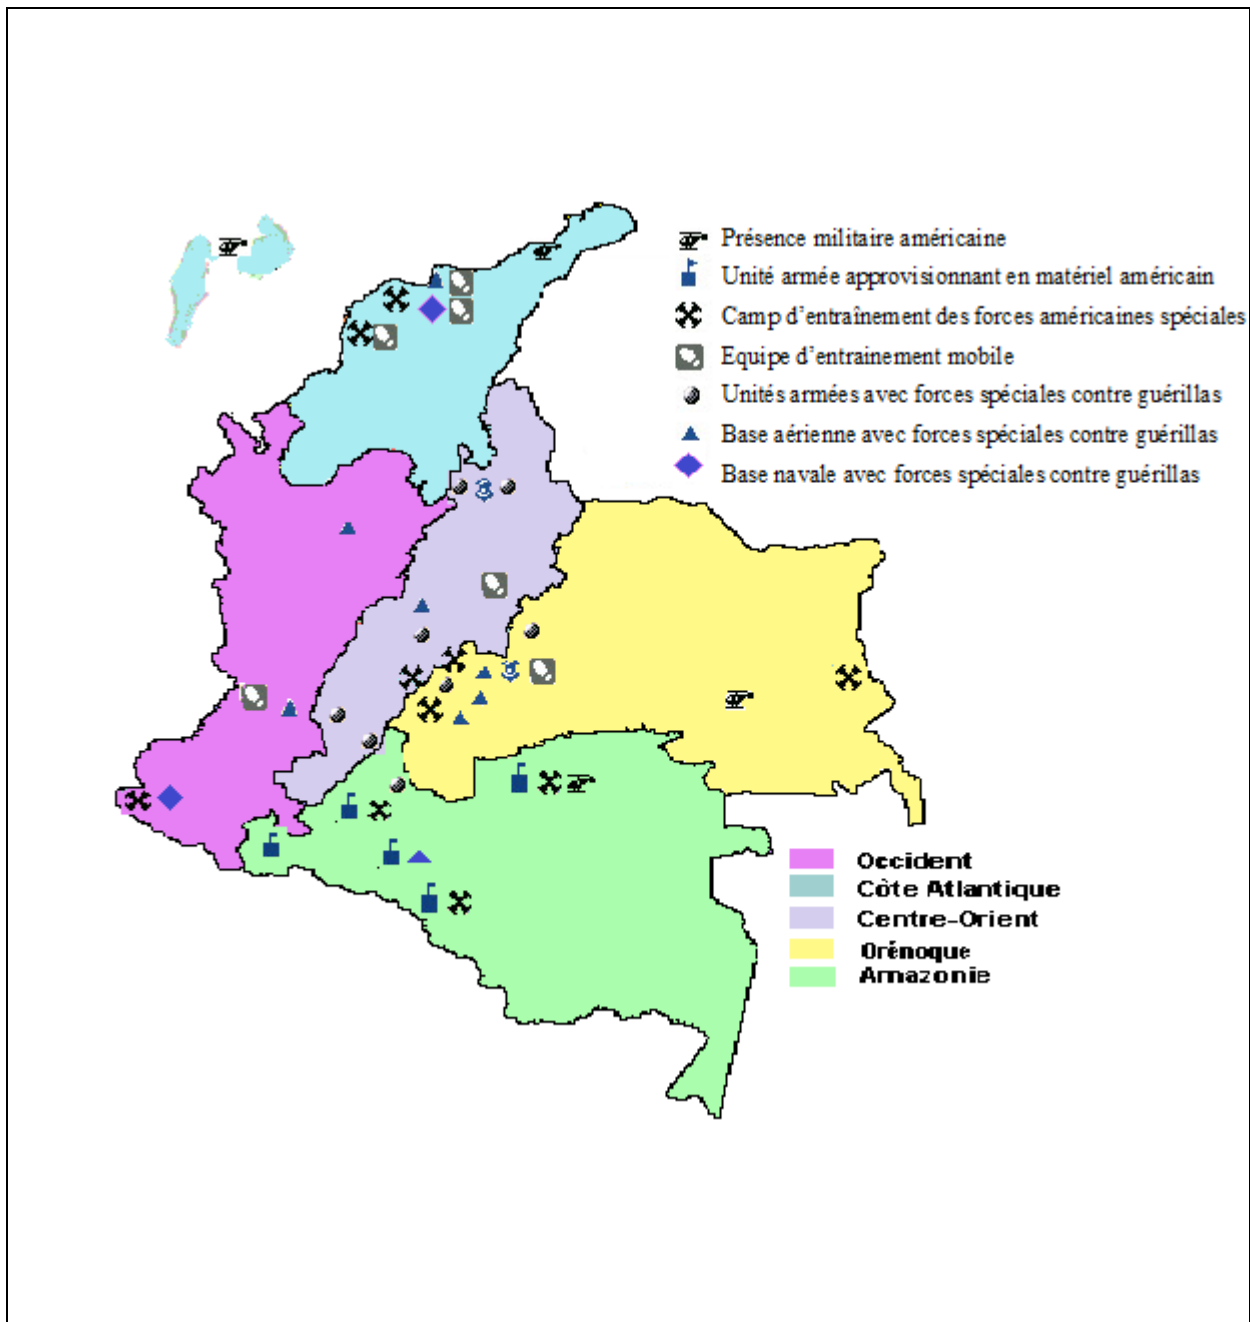 Présence militaire américaine
Unité armée approvisionnant en matériel américain
Camp d’entraînement des forces américaines spéciales
Equipe d’entrainement mobile
Unités armées avec forces spéciales contre guérillas
Base aérienne avec forces spéciales contre guérillas
Base navale avec forces spéciales contre guérillas
Occident
Côte Atlantique
Centre-Orient
Orénoque
Amazonie